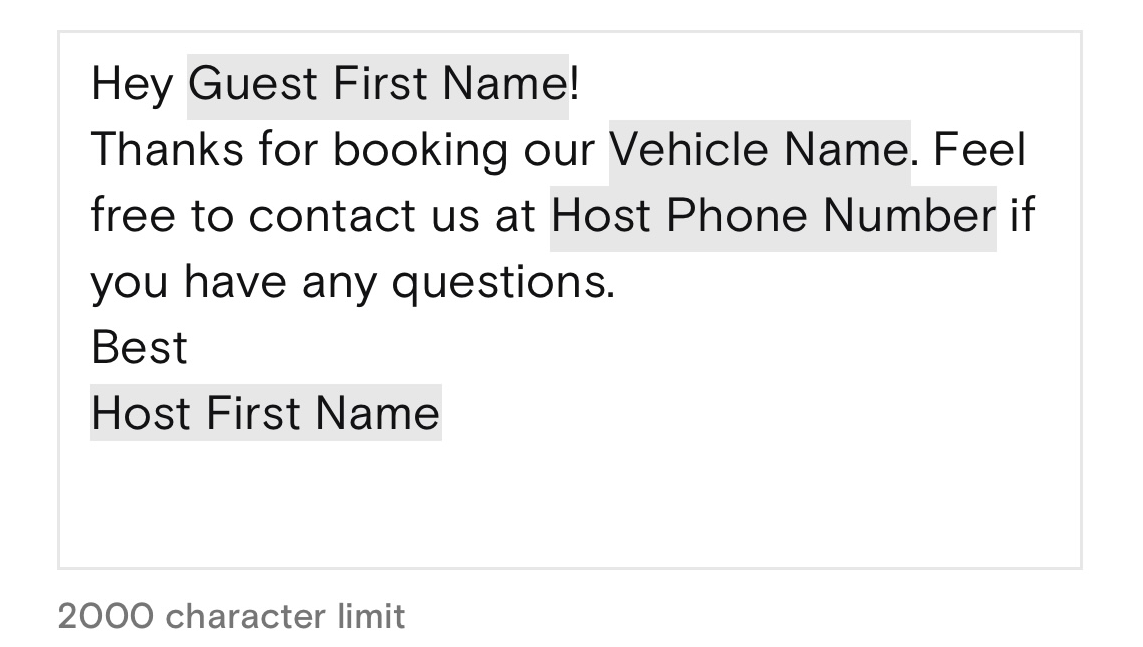 Hey Guest First Name!
Thanks for booking our Vehicle Name. Feel
free to contact us at Host Phone Number if
you have any questions.
Best
Host First Name
2000 character limit